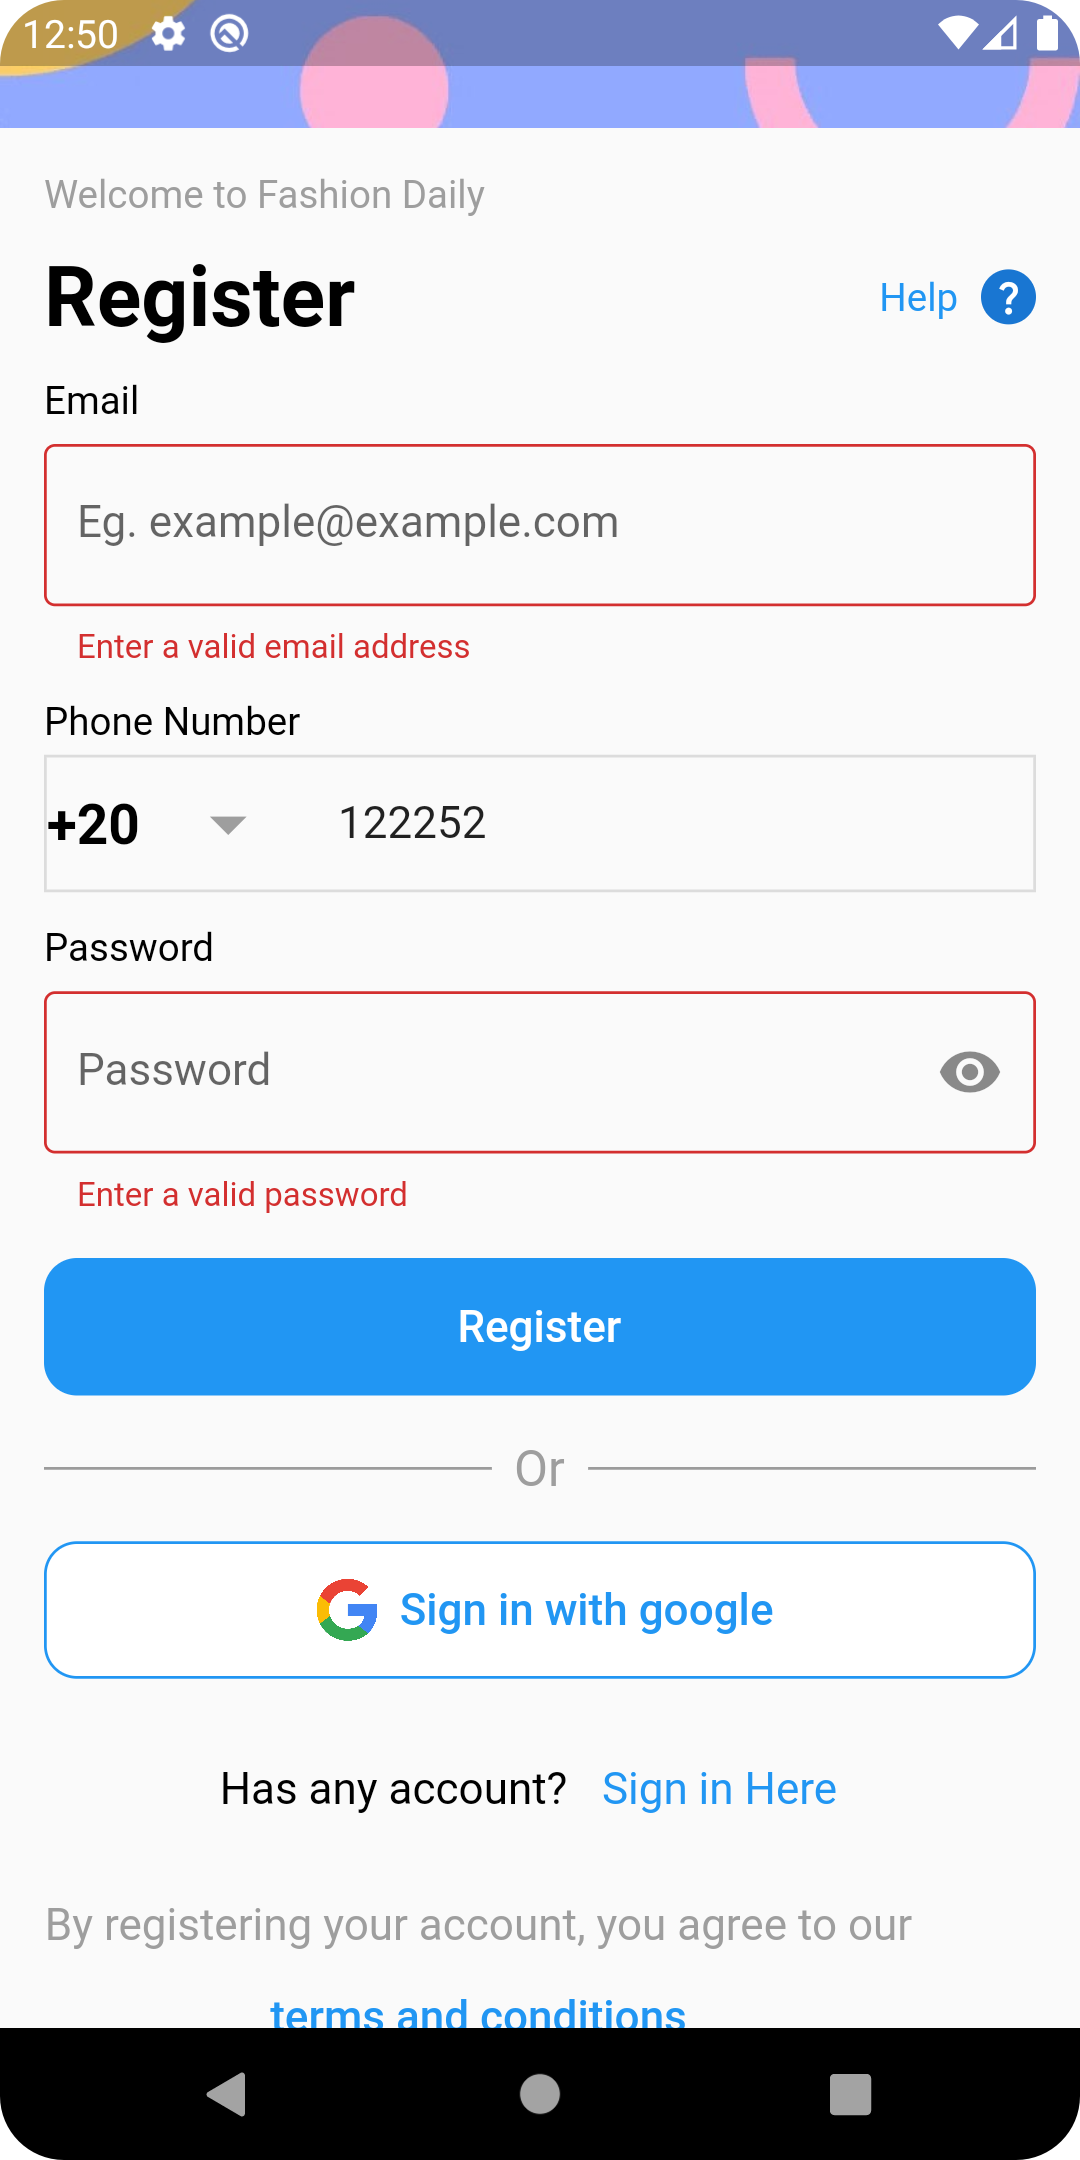 12:50
Welcome to Fashion Daily
Register
Help ?
Email
Eg. example@example.com
Enter a valid email address
Phone Number
+20 122252
Password
Password
Enter a valid password
Register
Or
Sign in with google
Has any account? Sign in Here
By registering your account, you agree to our
terms and conditions